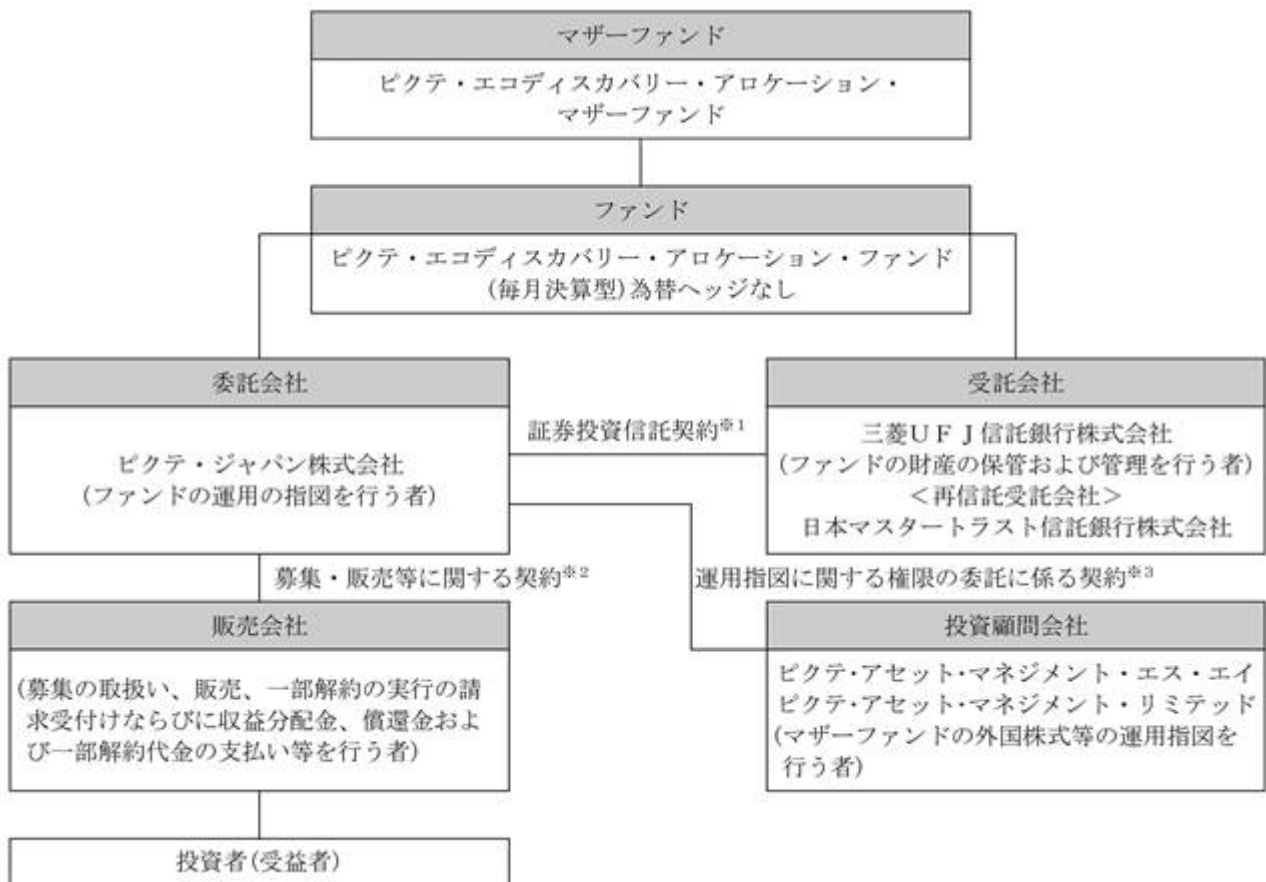 マザーファンド
ピクテ・エコディスカバリー・アロケーション・
マザーファンド
ファンド
ピクテ・エコディスカバリー・アロケーション・ファンド
(毎月決算型)為替ヘッジなし
委託会社
ピクテ・ジャパン株式会社
(ファンドの運用の指図を行う者)
証券投資信託契約※1
受託会社
三菱UFJ信託銀行株式会社
(ファンドの財産の保管および管理を行う者)
<再信託受託会社>
日本マスタートラスト信託銀行株式会社
募集・販売等に関する契約※2
運用指図に関する権限の委託に係る契約※3
販売会社
(募集の取扱い、販売、一部解約の実行の請
求受付けならびに収益分配金、償還金およ
び一部解約代金の支払い等を行う者)
投資顧問会社
ピクテ・アセット・マネジメント・エス・エイ
ピクテ・アセット・マネジメント・リミテッド
(マザーファンドの外国株式等の運用指図を
行う者)
投資者(受益者)